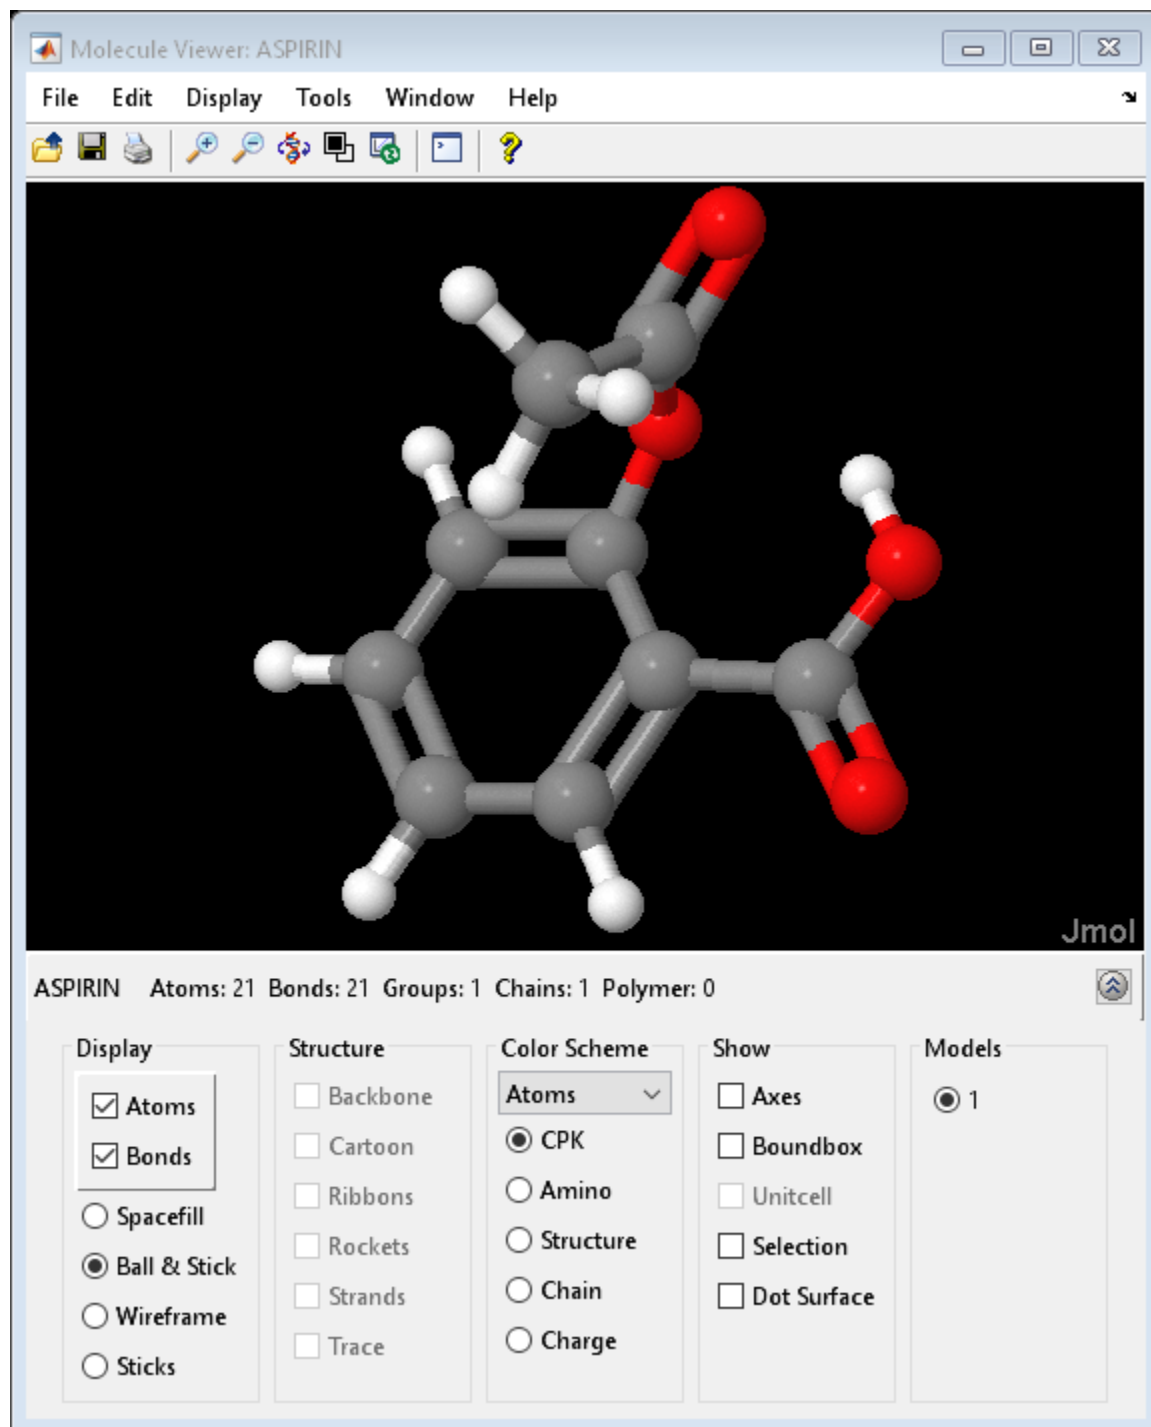 Molecule Viewer: ASPIRIN
File Edit Display Tools Window Help
Jmol
ASPIRIN Atoms: 21 Bonds: 21 Groups: 1 Chains: 1 Polymer: 0
Display
Atoms
Bonds
Spacefill
Ball & Stick
Wireframe
Sticks
Structure
Backbone
Cartoon
Ribbons
Rockets
Strands
Trace
Color Scheme
Atoms
CPK
Amino
Structure
Chain
Charge
Show
Axes
Boundbox
Unitcell
Selection
Dot Surface
Models
1